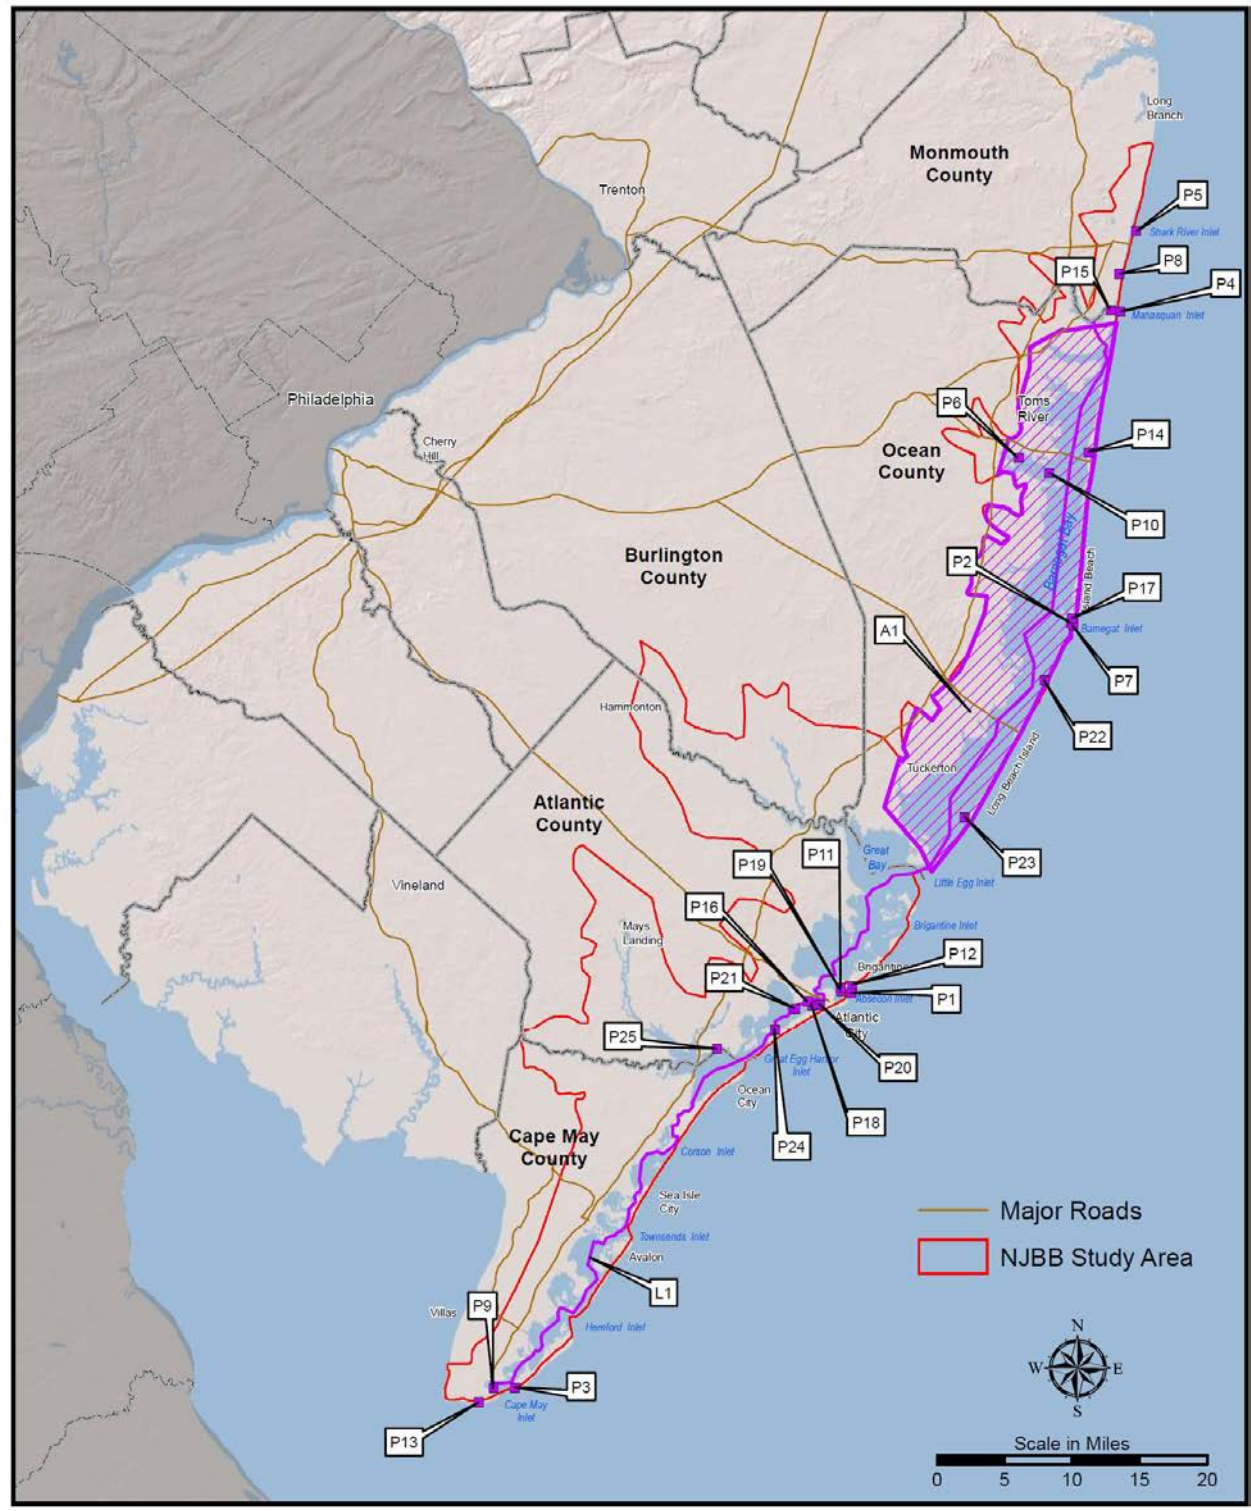 Long
Branch
Monmouth
County
Trenton
P5
Shark River Inlet
P15
P8
P4
Manasquan Inlet
Philadelphia
P6
Toms
River
Cherry
Hill
P14
Ocean
County
P10
Barnegat Bay
Burlington
County
P2
Island Beach
P17
Barnegat Inlet
A1
P7
Hammonton
P22
Long Beach Island
Tuckerton
Atlantic
County
Great
Bay
P11
P19
P23
Vineland
Little Egg Inlet
P16
Mays
Landing
Brigantine Inlet
P12
Brigantine
P21
P1
Absecon Inlet
Atlantic
City
P25
Great Egg Harbor
Inlet
P20
Ocean
City
P18
Cape May
County
P24
Corson Inlet
Sea Isle
City
Major Roads
Townsends Inlet
Avalon
NJBB Study Area
L1
P9
Villas
Hereford Inlet
N
W
E
S
P3
Cape May
Inlet
P13
Scale in Miles
0 5 10 15 20